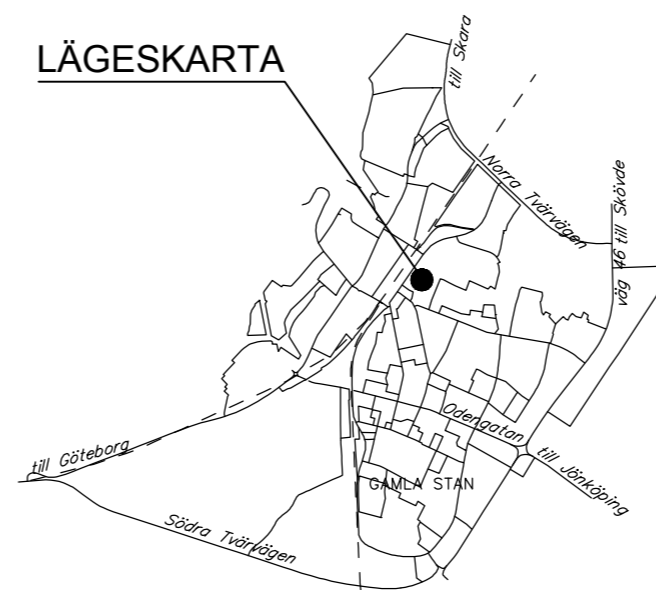 LÄGESKARTA
till Skara
Norra Tvärvägen
väg 46 till Skövde
Odengatan
till Jönköping
till Göteborg
GAMLA STAN
Södra Tvärvägen